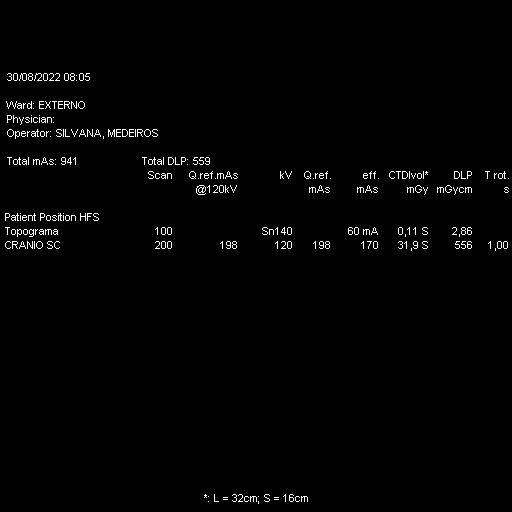 30/08/2022 08:05
Ward: EXTERNO
Physician:
Operator: SILVANA, MEDEIROS
Total mAs: 941 Total DLP: 559
Scan Q.ref.mAs kV Q.ref. eff. CTDIvol* DLP T rot.
@120kV mAs mAs mGy mGycm s
Patient Position HFS
Topograma 100 Sn140 60 mA 0,11 S 2,86
CRANIO SC 200 198 120 198 170 31,9 S 556 1,00
*: L = 32cm; S = 16cm